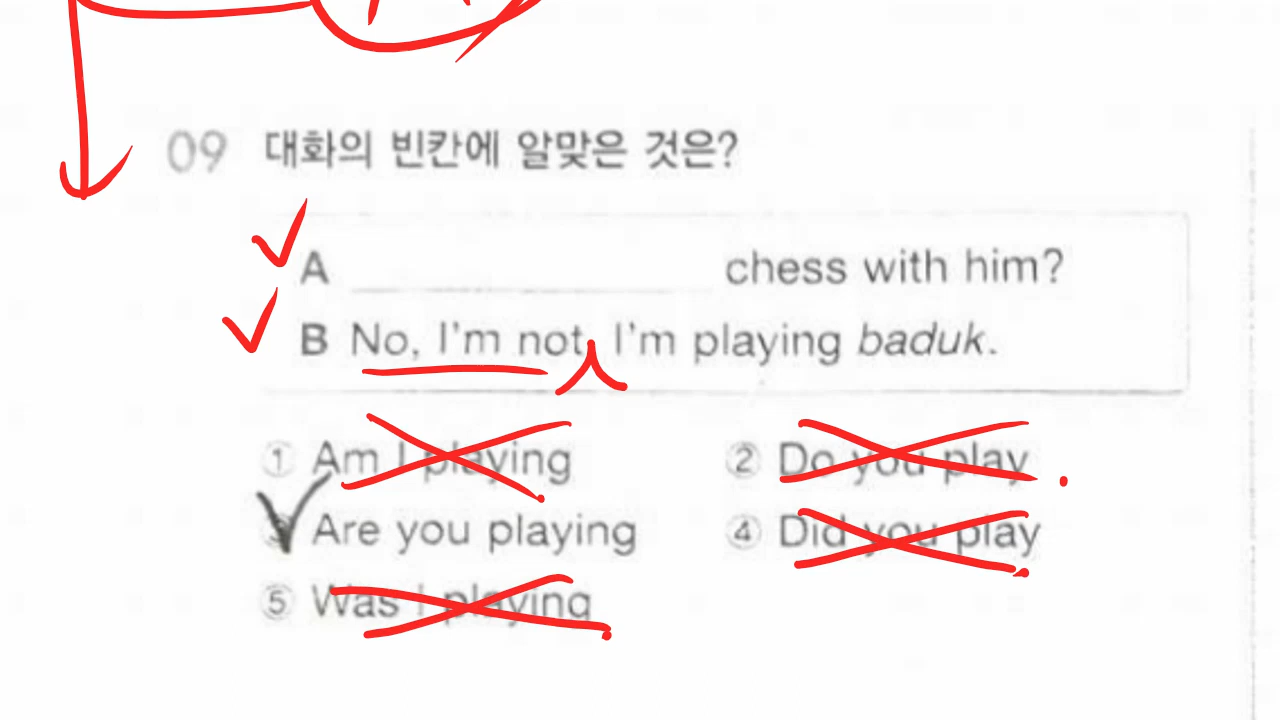 09 대화의 빈칸에 알맞은 것은?
A ____________ chess with him?
B No, I'm not. I'm playing baduk.
① Am I playing ② Do you play
③ Are you playing ④ Did you play
⑤ Was I playing